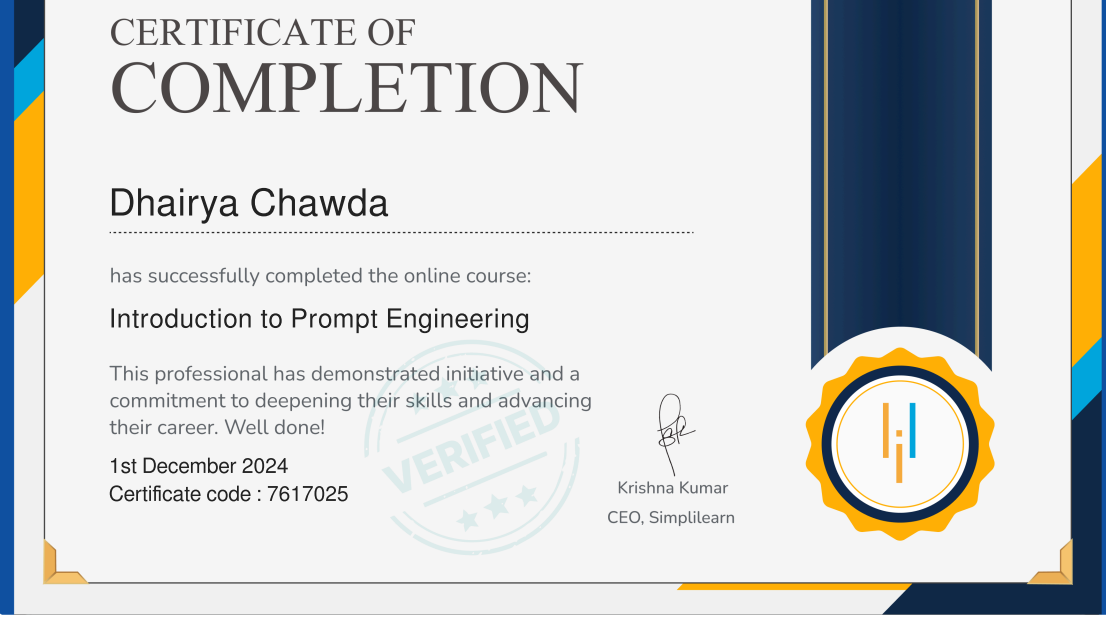 CERTIFICATE OF
COMPLETION
Dhairya Chawda
has successfully completed the online course:
Introduction to Prompt Engineering
This professional has demonstrated initiative and a
commitment to deepening their skills and advancing
their career. Well done!
VERIFIED
1st December 2024
Certificate code : 7617025
Krishna Kumar
CEO, Simplilearn